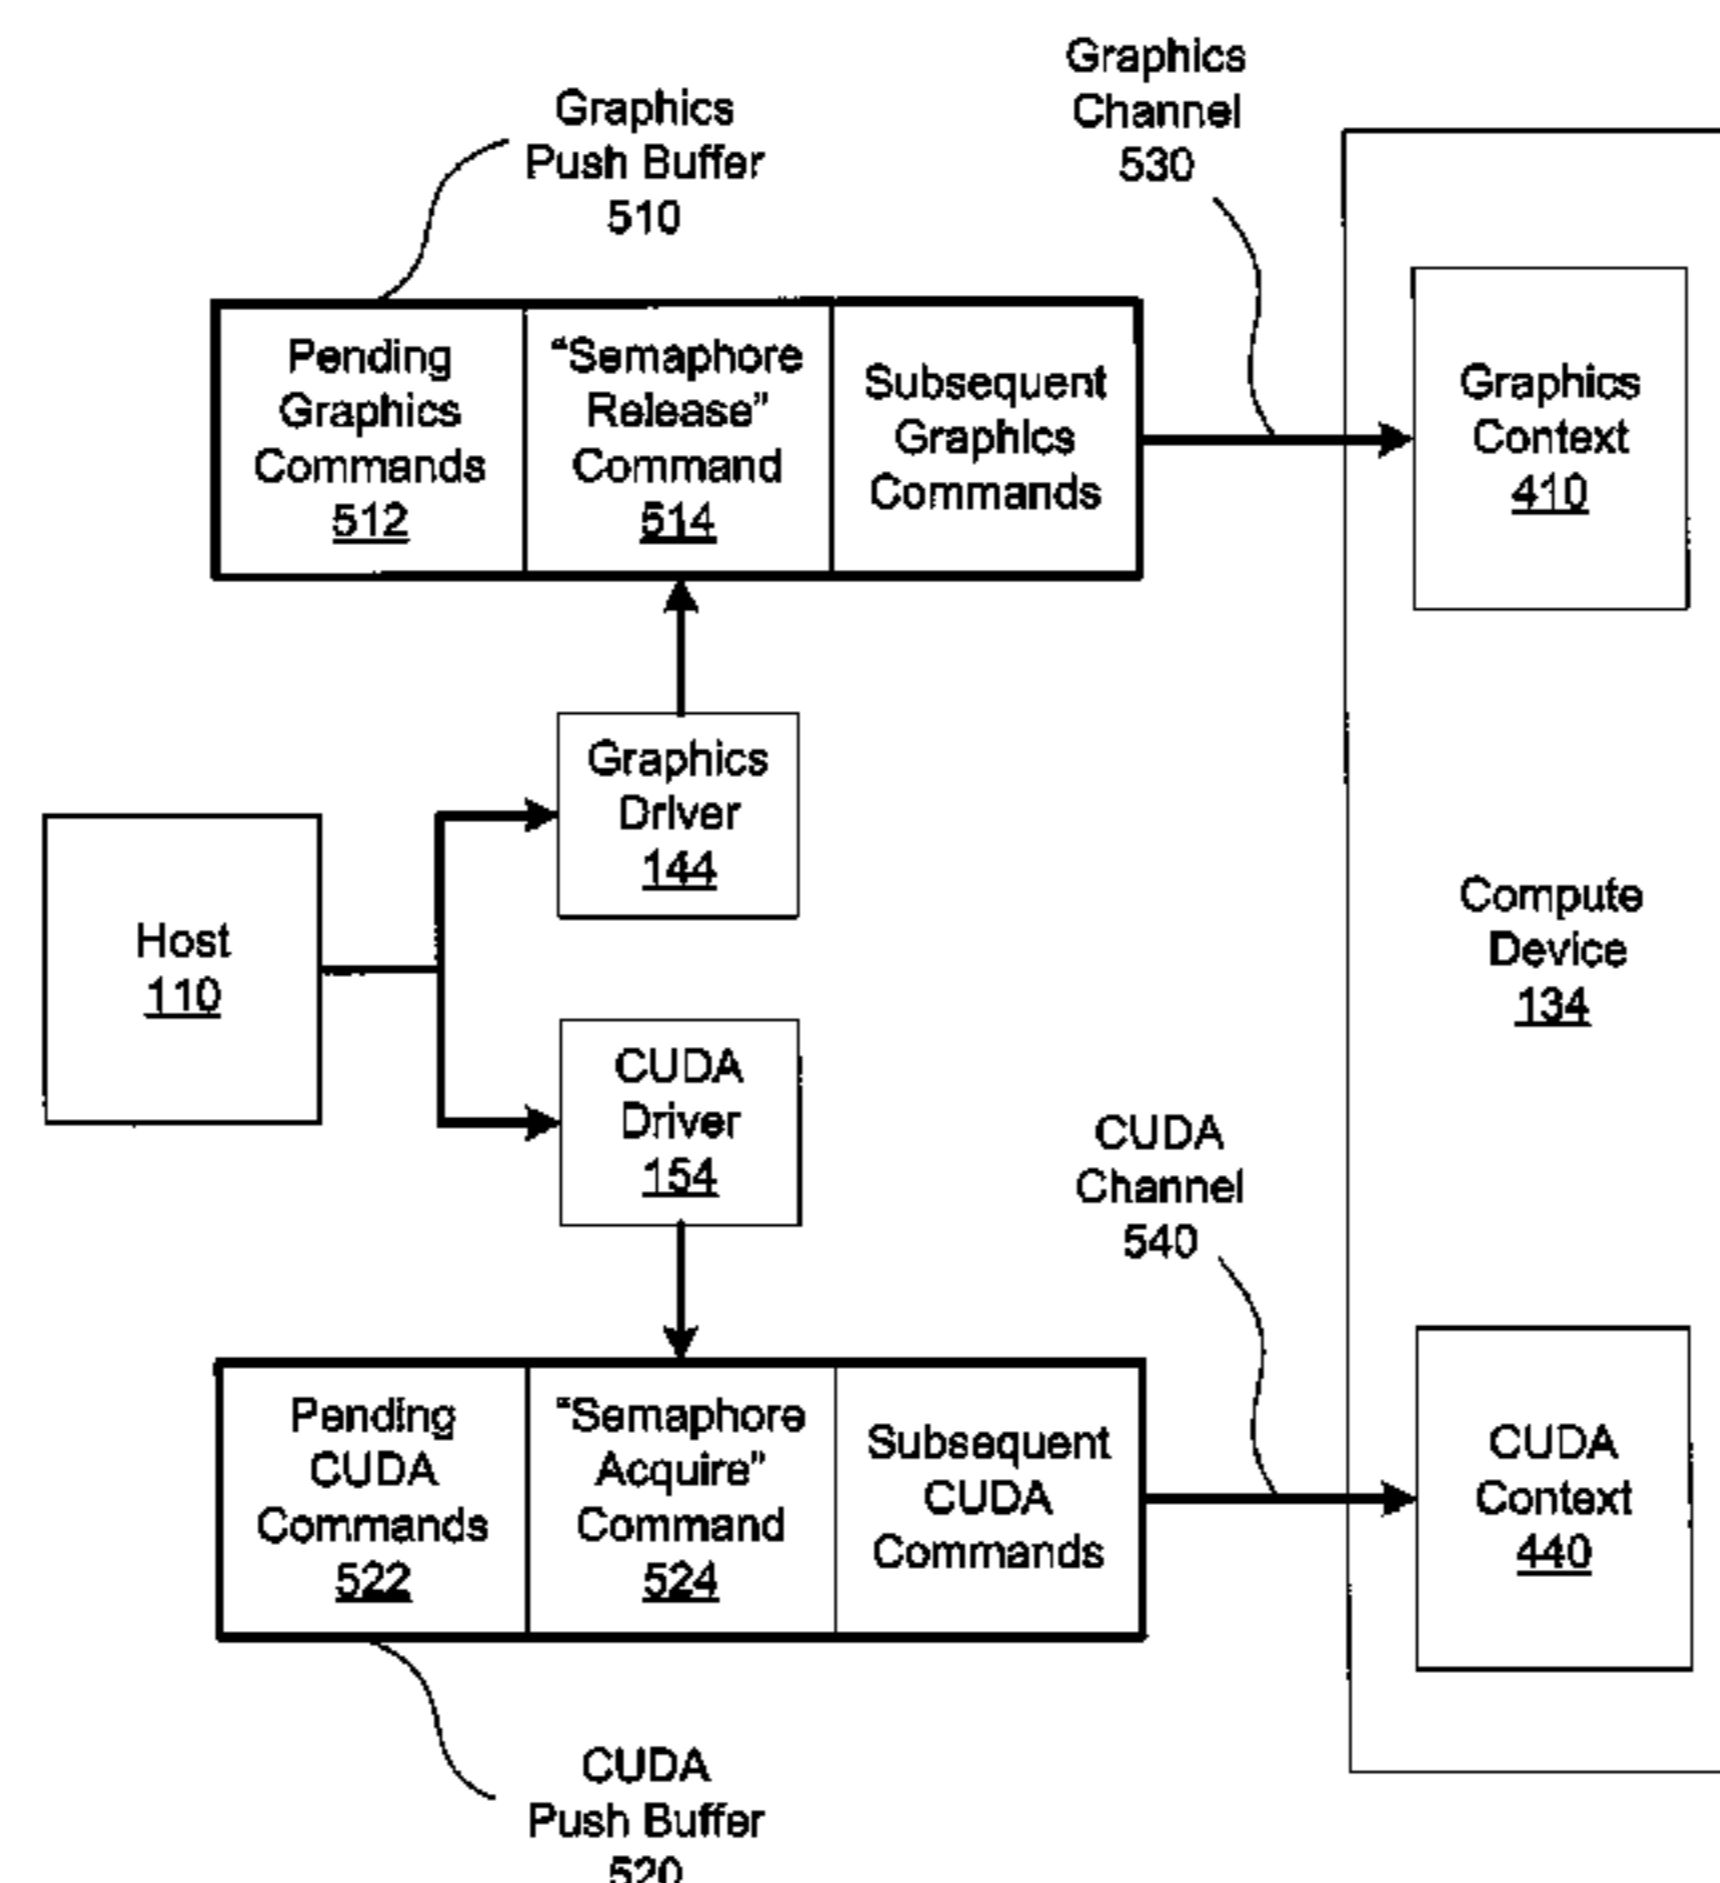 Graphics
Channel
530
Graphics
Push Buffer
510
Pending
Graphics
Commands
512
“Semaphore
Release”
Command
514
Subsequent
Graphics
Commands
Graphics
Context
410
Graphics
Driver
144
Host
110
Compute
Device
134
CUDA
Driver
154
CUDA
Channel
540
Pending
CUDA
Commands
522
“Semaphore
Acquire”
Command
524
Subsequent
CUDA
Commands
CUDA
Context
440
CUDA
Push Buffer
520